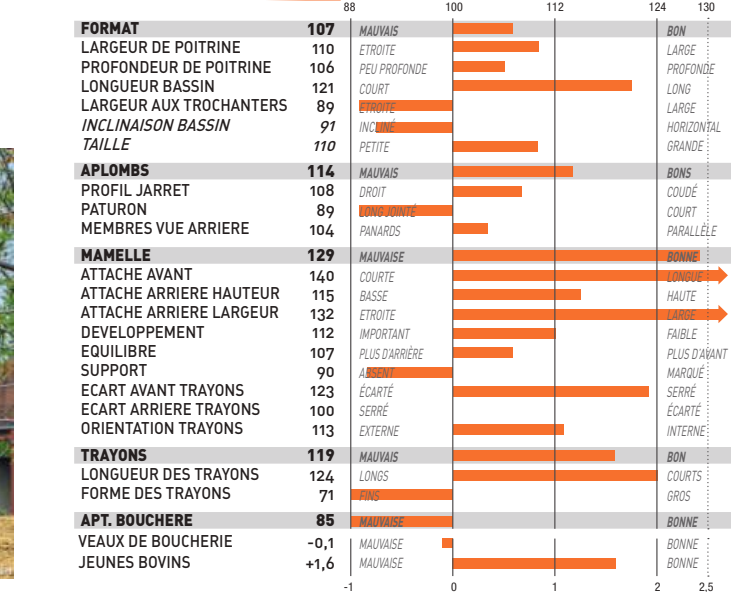 88 100 112 124 130
FORMAT 107 MAUVAIS BON
LARGEUR DE POITRINE 110 ETROITE LARGE
PROFONDEUR DE POITRINE 106 PEU PROFONDE PROFONDE
LONGUEUR BASSIN 121 COURT LONG
LARGEUR AUX TROCHANTERS 89 ETROITE LARGE
INCLINAISON BASSIN 91 INCLINÉ HORIZONTAL
TAILLE 110 PETITE GRANDE
APLOMBS 114 MAUVAIS BONS
PROFIL JARRET 108 DROIT COUDÉ
PATURON 89 LONG JOINTÉ COURT
MEMBRES VUE ARRIERE 104 PANARDS PARALLÈLE
MAMELLE 129 MAUVAISE BONNE
ATTACHE AVANT 140 COURTE LONGUE
ATTACHE ARRIERE HAUTEUR 115 BASSE HAUTE
ATTACHE ARRIERE LARGEUR 132 ETROITE LARGE
DEVELOPPEMENT 112 IMPORTANT FAIBLE
EQUILIBRE 107 PLUS D'ARRIÈRE PLUS D'AVANT
SUPPORT 90 ABSENT MARQUÉ
ECART AVANT TRAYONS 123 ÉCARTÉ SERRÉ
ECART ARRIERE TRAYONS 100 SERRÉ ÉCARTÉ
ORIENTATION TRAYONS 113 EXTERNE INTERNE
TRAYONS 119 MAUVAIS BON
LONGUEUR DES TRAYONS 124 LONGS COURTS
FORME DES TRAYONS 71 FINS GROS
APT. BOUCHERE 85 MAUVAISE BONNE
VEAUX DE BOUCHERIE -0,1 MAUVAISE BONNE
JEUNES BOVINS +1,6 MAUVAISE BONNE
-1 0 1 2 2,5